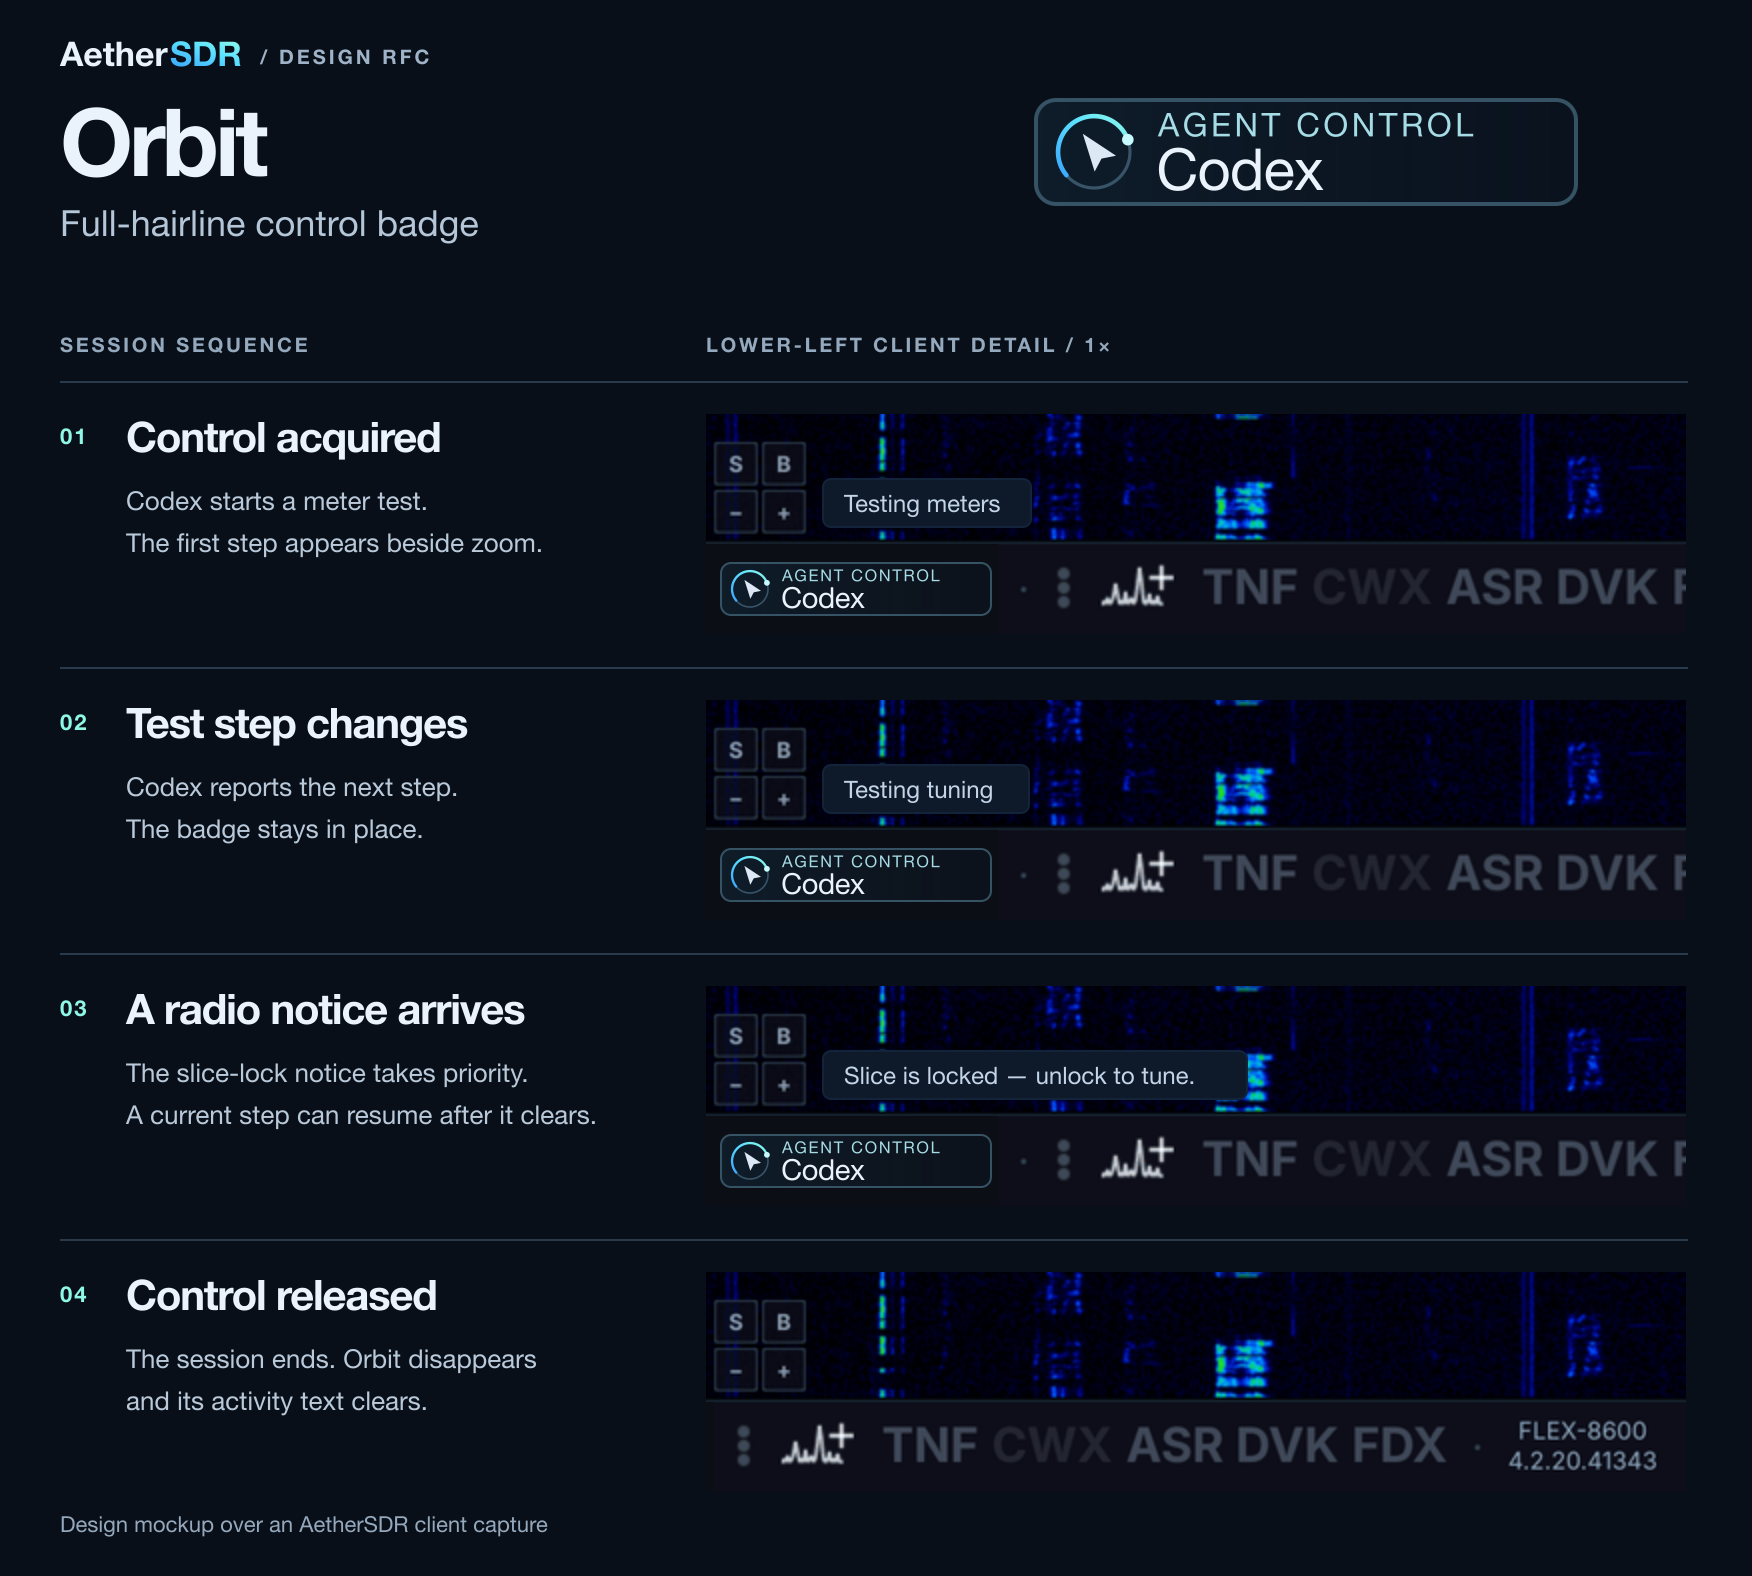 AetherSDR / DESIGN RFC
Orbit
Full-hairline control badge
AGENT CONTROL
Codex
SESSION SEQUENCE
LOWER-LEFT CLIENT DETAIL / 1×
01 Control acquired
Codex starts a meter test.
The first step appears beside zoom.
S B
− +
Testing meters
AGENT CONTROL
Codex
TNF CWX ASR DVK F
02 Test step changes
Codex reports the next step.
The badge stays in place.
S B
− +
Testing tuning
AGENT CONTROL
Codex
TNF CWX ASR DVK F
03 A radio notice arrives
The slice-lock notice takes priority.
A current step can resume after it clears.
S B
− +
Slice is locked — unlock to tune.
AGENT CONTROL
Codex
TNF CWX ASR DVK F
04 Control released
The session ends. Orbit disappears
and its activity text clears.
S B
− +
TNF CWX ASR DVK FDX
FLEX-8600
4.2.20.41343
Design mockup over an AetherSDR client capture